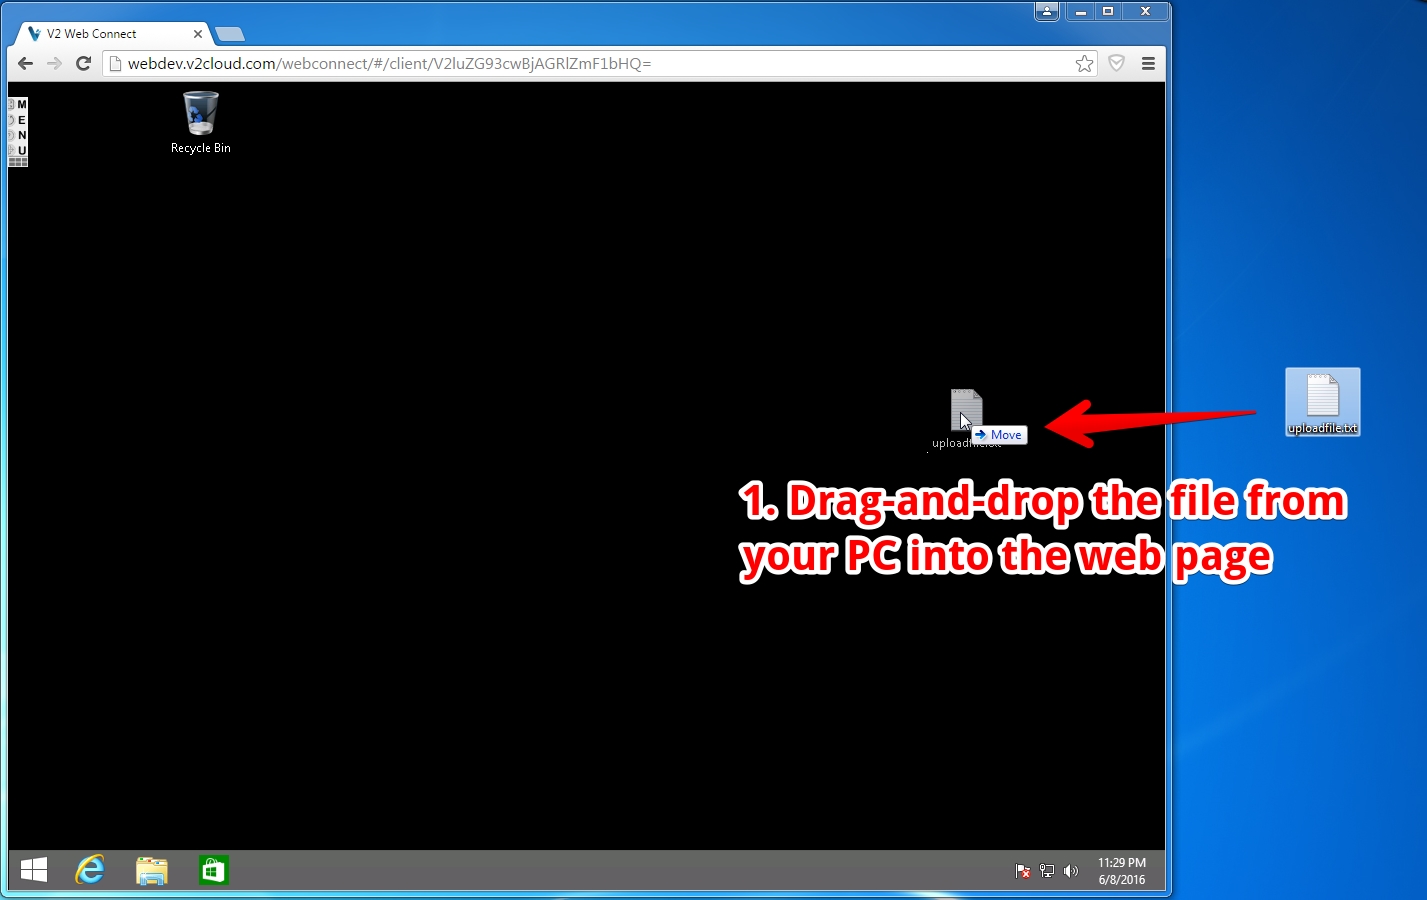 V2 Web Connect
webdev.v2cloud.com/webconnect/#/client/V2luZG93cwBjAGRlZmF1bHQ=
M
E
N
U
Recycle Bin
Move
uploadfile.txt
uploadfile.txt
1. Drag-and-drop the file from
your PC into the web page
11:29 PM
6/8/2016